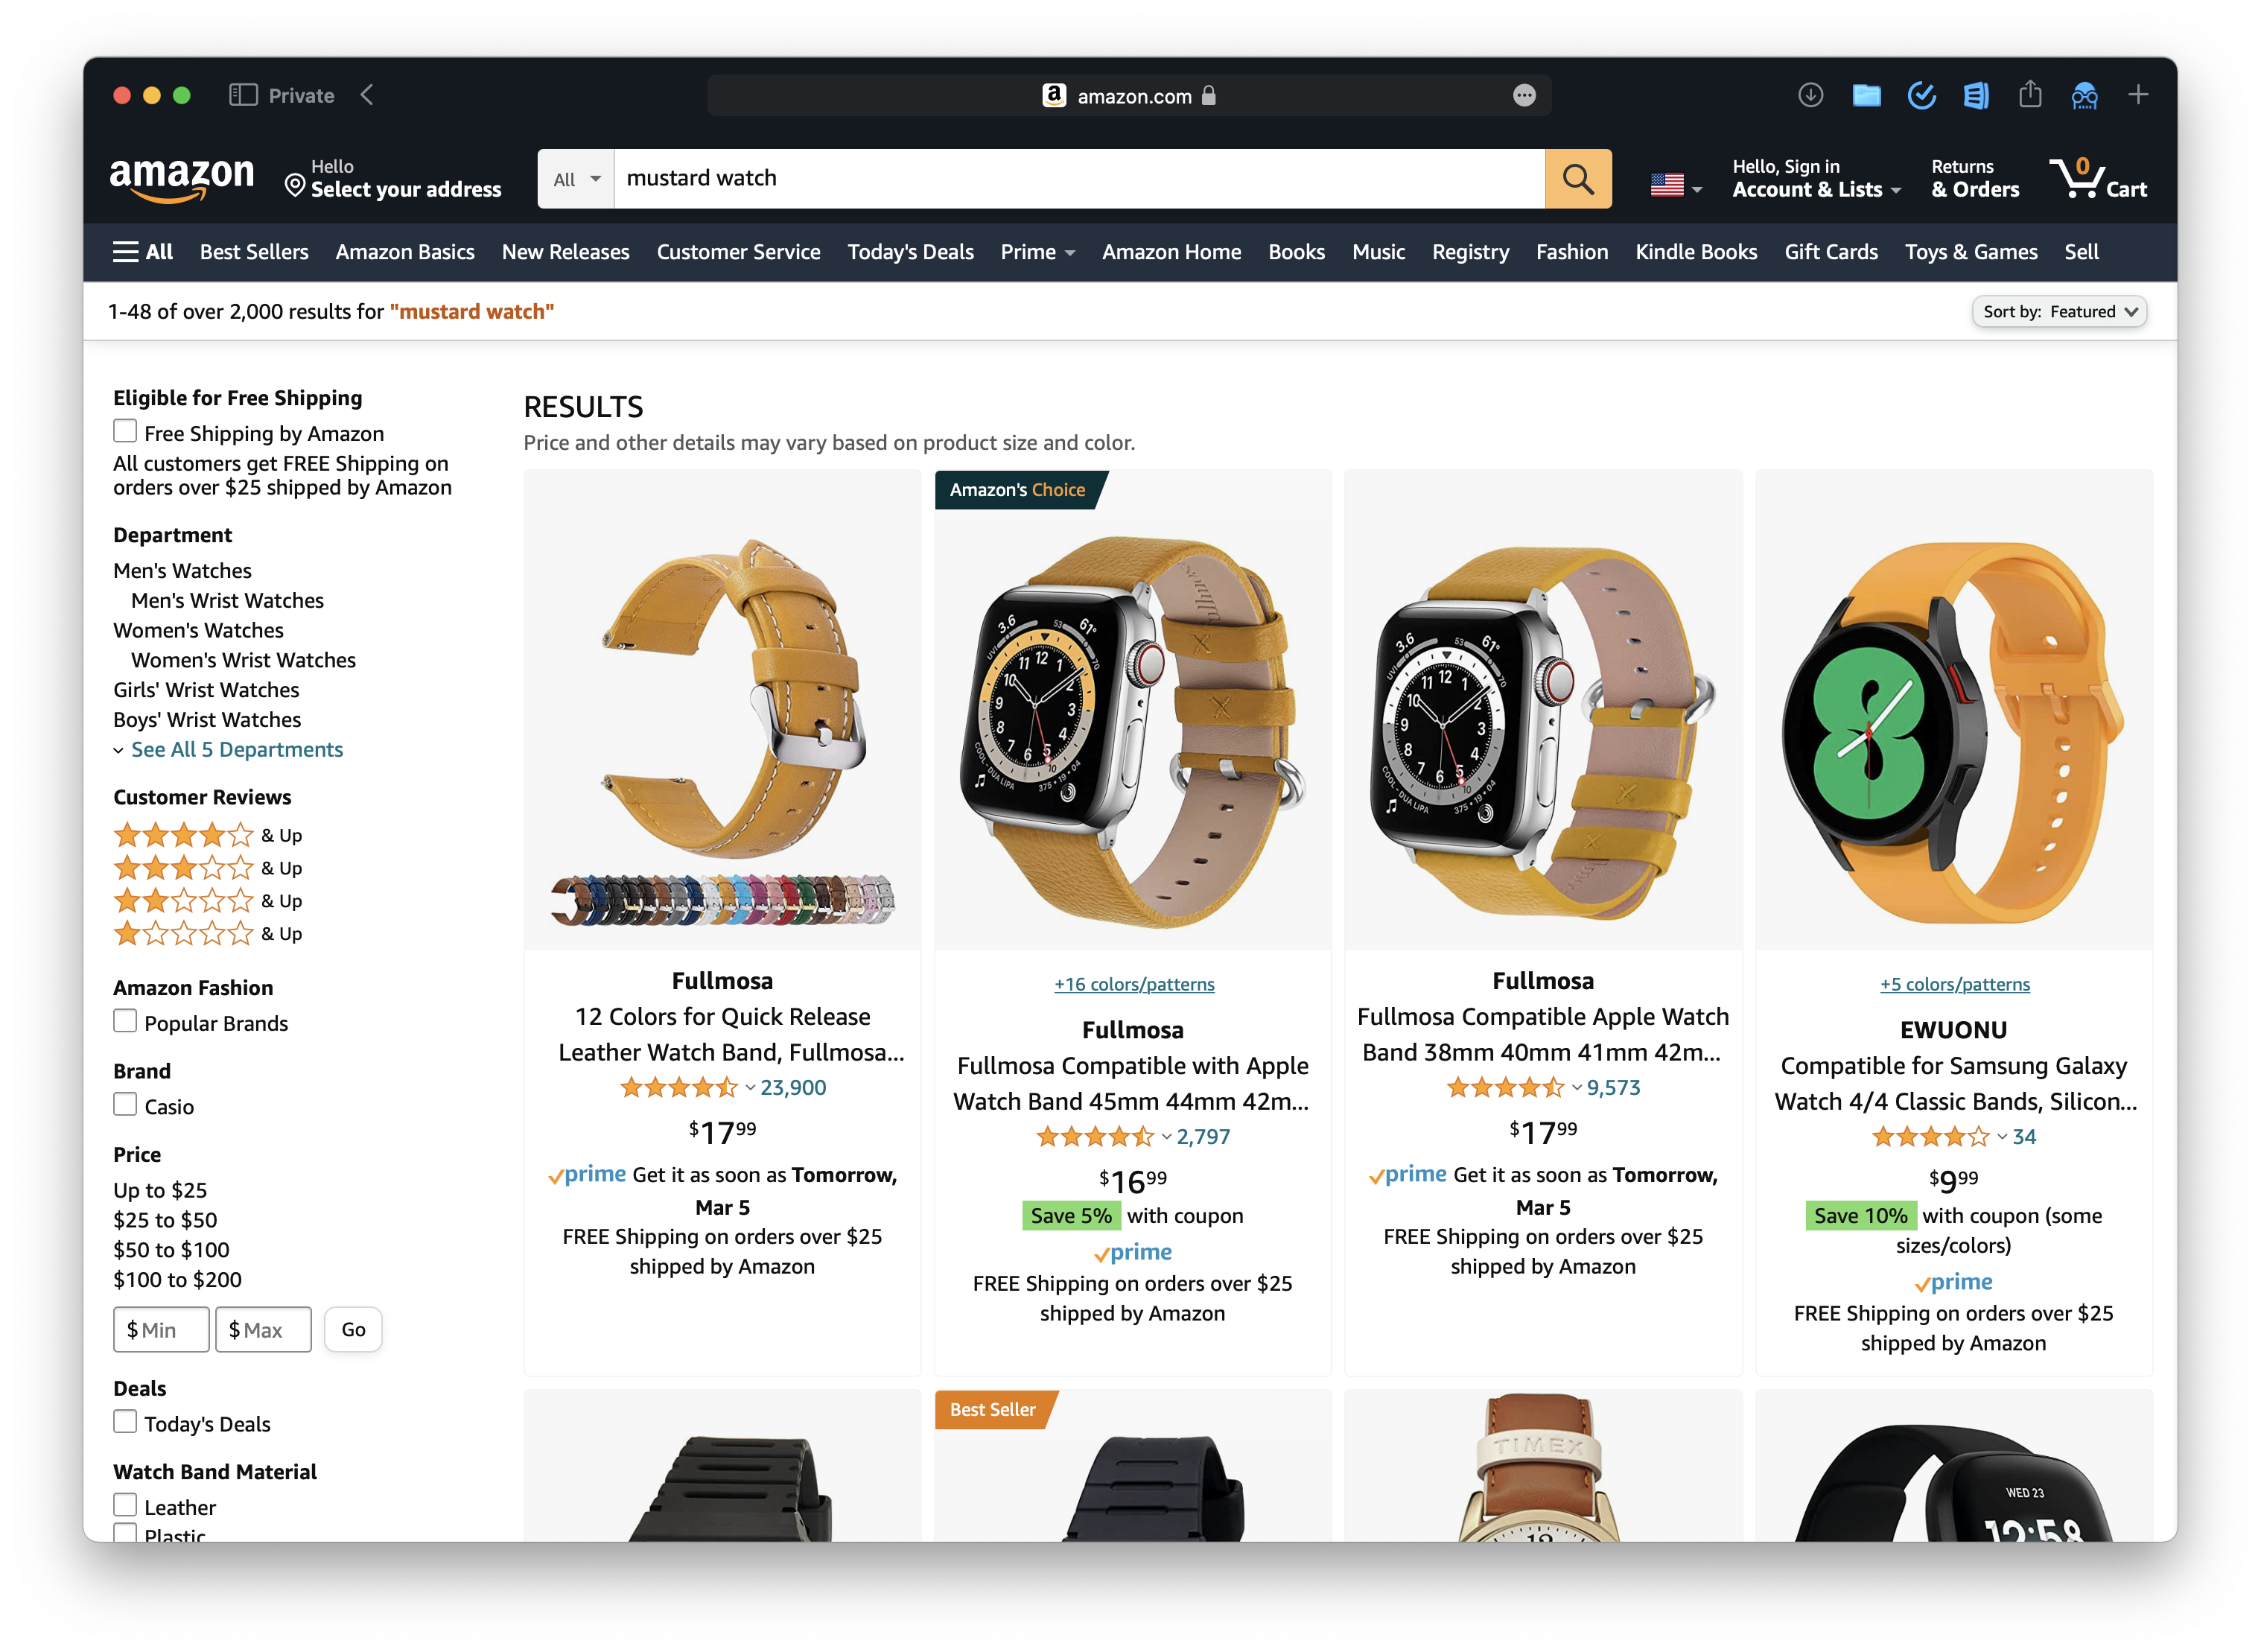 Private
amazon.com
amazon
Hello
Select your address
All
mustard watch
Hello, Sign in
Account & Lists
Returns
& Orders
0
Cart
All Best Sellers Amazon Basics New Releases Customer Service Today's Deals Prime Amazon Home Books Music Registry Fashion Kindle Books Gift Cards Toys & Games Sell
1-48 of over 2,000 results for "mustard watch"
Sort by: Featured
Eligible for Free Shipping
Free Shipping by Amazon
All customers get FREE Shipping on
orders over $25 shipped by Amazon
Department
Men's Watches
Men's Wrist Watches
Women's Watches
Women's Wrist Watches
Girls' Wrist Watches
Boys' Wrist Watches
See All 5 Departments
Customer Reviews
& Up
& Up
& Up
& Up
Amazon Fashion
Popular Brands
Brand
Casio
Price
Up to $25
$25 to $50
$50 to $100
$100 to $200
$ Min
$ Max
Go
Deals
Today's Deals
Watch Band Material
Leather
Plastic
RESULTS
Price and other details may vary based on product size and color.
Fullmosa
12 Colors for Quick Release
Leather Watch Band, Fullmosa...
23,900
$17.99
prime Get it as soon as Tomorrow,
Mar 5
FREE Shipping on orders over $25
shipped by Amazon
Amazon's Choice
+16 colors/patterns
Fullmosa
Fullmosa Compatible with Apple
Watch Band 45mm 44mm 42m...
2,797
$16.99
Save 5% with coupon
prime
FREE Shipping on orders over $25
shipped by Amazon
Fullmosa
Fullmosa Compatible Apple Watch
Band 38mm 40mm 41mm 42m...
9,573
$17.99
prime Get it as soon as Tomorrow,
Mar 5
FREE Shipping on orders over $25
shipped by Amazon
+5 colors/patterns
EWUONU
Compatible for Samsung Galaxy
Watch 4/4 Classic Bands, Silicon...
34
$9.99
Save 10% with coupon (some
sizes/colors)
prime
FREE Shipping on orders over $25
shipped by Amazon
Best Seller
TIMEX
12
WED 23
12:58